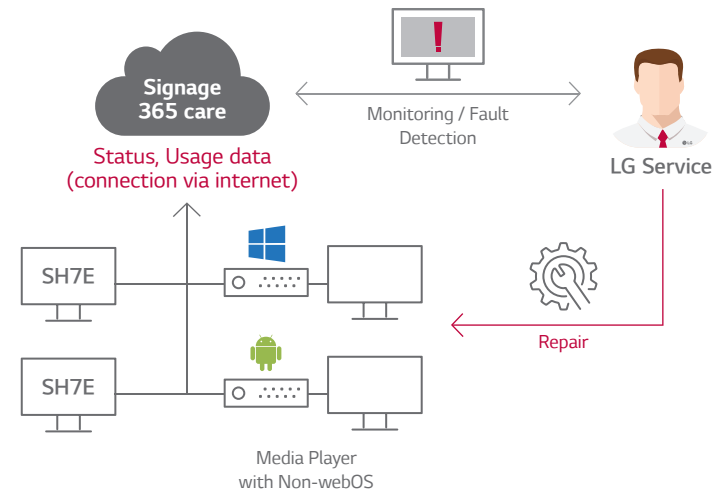 Signage
365 care
!
Monitoring / Fault
Detection
LG
LG Service
Status, Usage data
(connection via internet)
SH7E
SH7E
Repair
Media Player
with Non-webOS